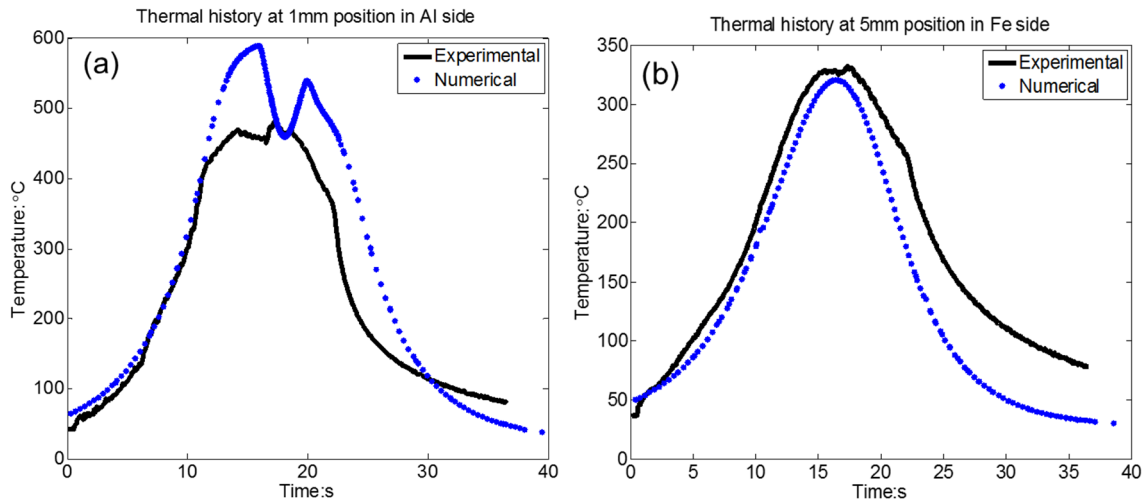 Thermal history at 1mm position in Al side
(a)
Experimental
Numerical
600
500
400
300
200
100
0
Temperature:°C
0 10 20 30 40
Time:s
Thermal history at 5mm position in Fe side
(b)
Experimental
Numerical
350
300
250
200
150
100
50
0
Temperature:°C
0 5 10 15 20 25 30 35 40
Time:s